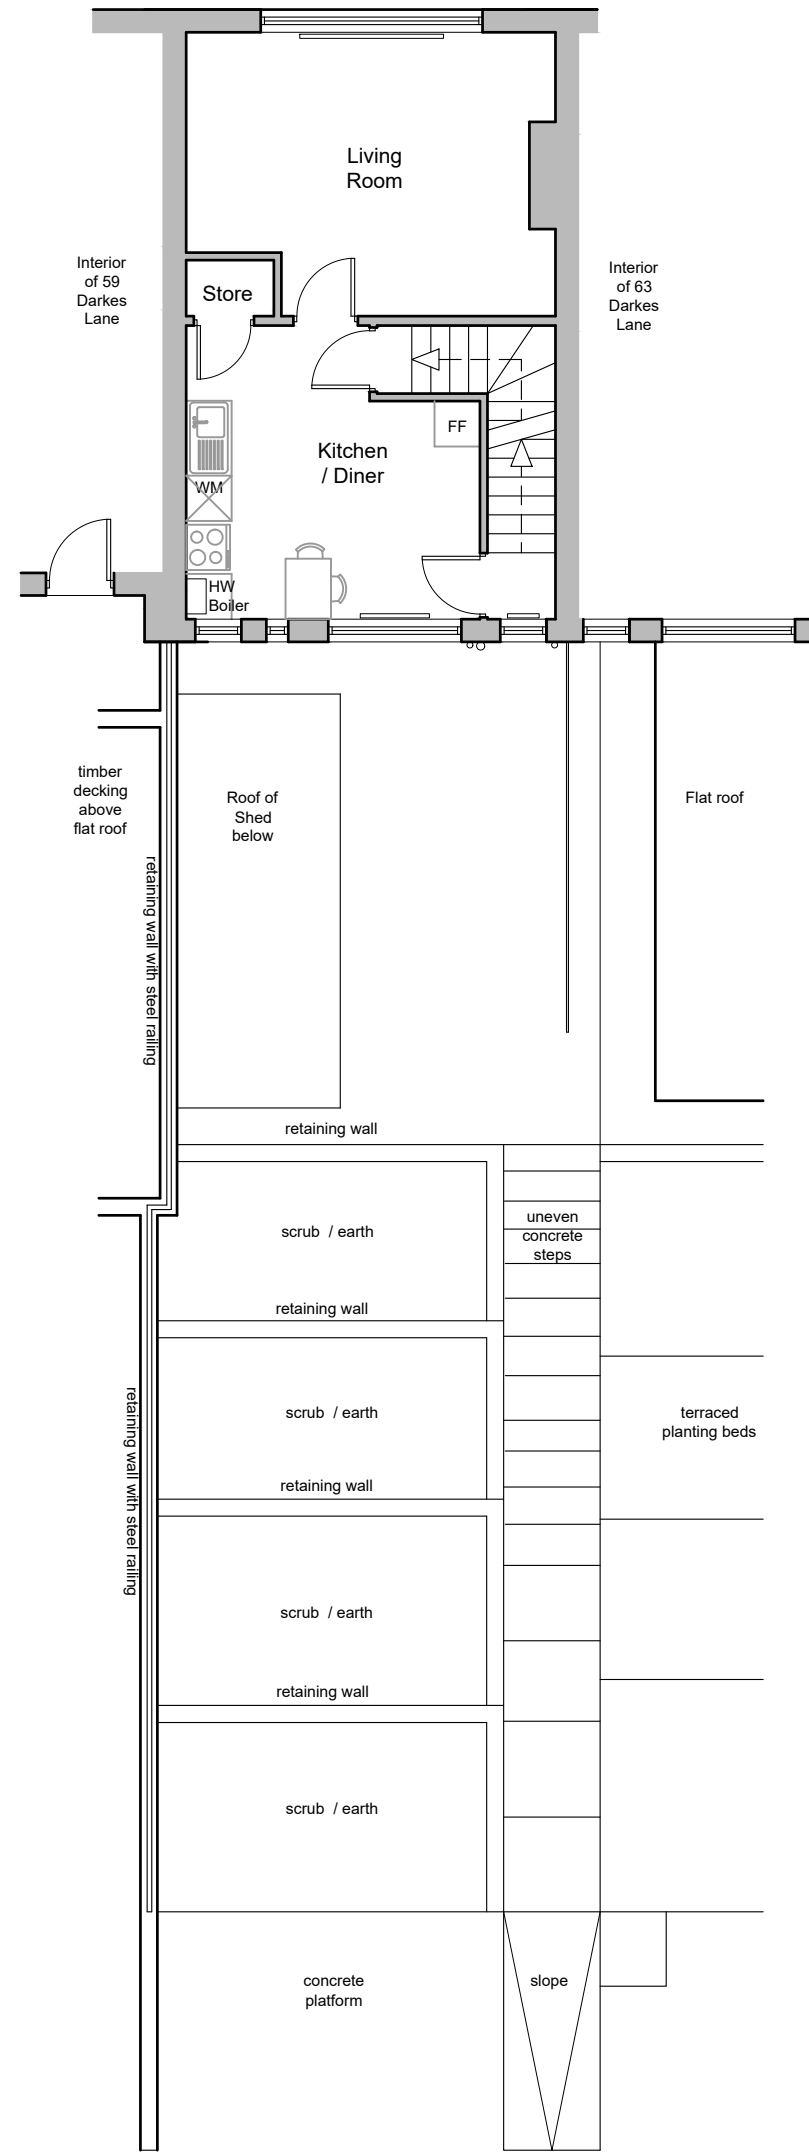 Living
Room
Interior
of 59
Darkes
Lane
Interior
of 63
Darkes
Lane
Store
FF
Kitchen
/ Diner
WM
HW
Boiler
timber
decking
above
flat roof
Roof of
Shed
below
Flat roof
retaining wall with steel railing
retaining wall
scrub / earth
uneven
concrete
steps
retaining wall
retaining wall with steel railing
scrub / earth
terraced
planting beds
retaining wall
scrub / earth
retaining wall
scrub / earth
concrete
platform
slope